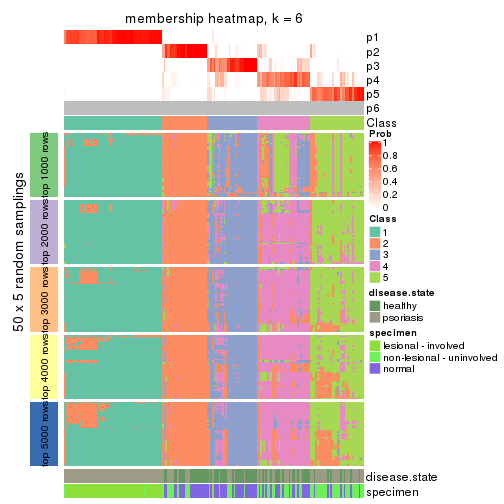 membership heatmap, k = 6
p1
p2
p3
p4
p5
p6
Class
50 x 5 random samplings
top 1000 rows
top 2000 rows
top 3000 rows
top 4000 rows
top 5000 rows
Prob
1
0.8
0.6
0.4
0.2
0
Class
1
2
3
4
5
disease.state
healthy
psoriasis
specimen
lesional - involved
non-lesional - uninvolved
normal
disease.state
specimen